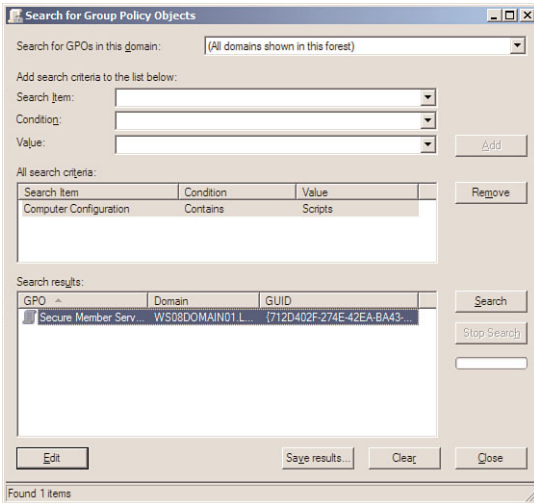 Search for Group Policy Objects
Search for GPOs in this domain: (All domains shown in this forest)
Add search criteria to the list below:
Search Item:
Condition:
Value:
Add
All search criteria:
Search Item Condition Value
Computer Configuration Contains Scripts
Remove
Search results:
GPO Domain GUID
Secure Member Serv... WS08DOMAIN01.L... {712D402F-274E-42EA-BA43-...
Search
Stop Search
Edit Save results... Clear Close
Found 1 items